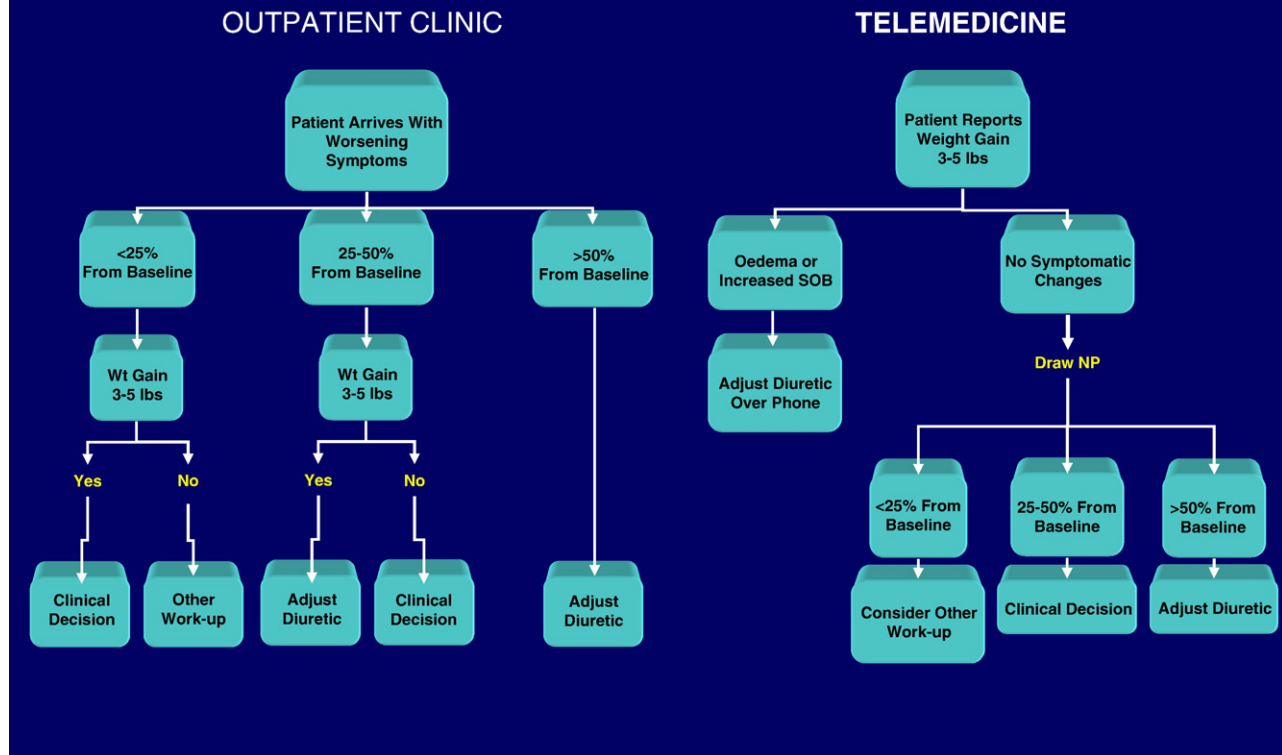 OUTPATIENT CLINIC
Patient Arrives With
Worsening
Symptoms
<25%
From Baseline
25-50%
From Baseline
>50%
From Baseline
Wt Gain
3-5 lbs
Wt Gain
3-5 lbs
Yes
No
Yes
No
Clinical
Decision
Other
Work-up
Adjust
Diuretic
Clinical
Decision
Adjust
Diuretic
TELEMEDICINE
Patient Reports
Weight Gain
3-5 lbs
Oedema or
Increased SOB
No Symptomatic
Changes
Adjust Diuretic
Over Phone
Draw NP
<25% From
Baseline
25-50% From
Baseline
>50% From
Baseline
Consider Other
Work-up
Clinical Decision
Adjust Diuretic